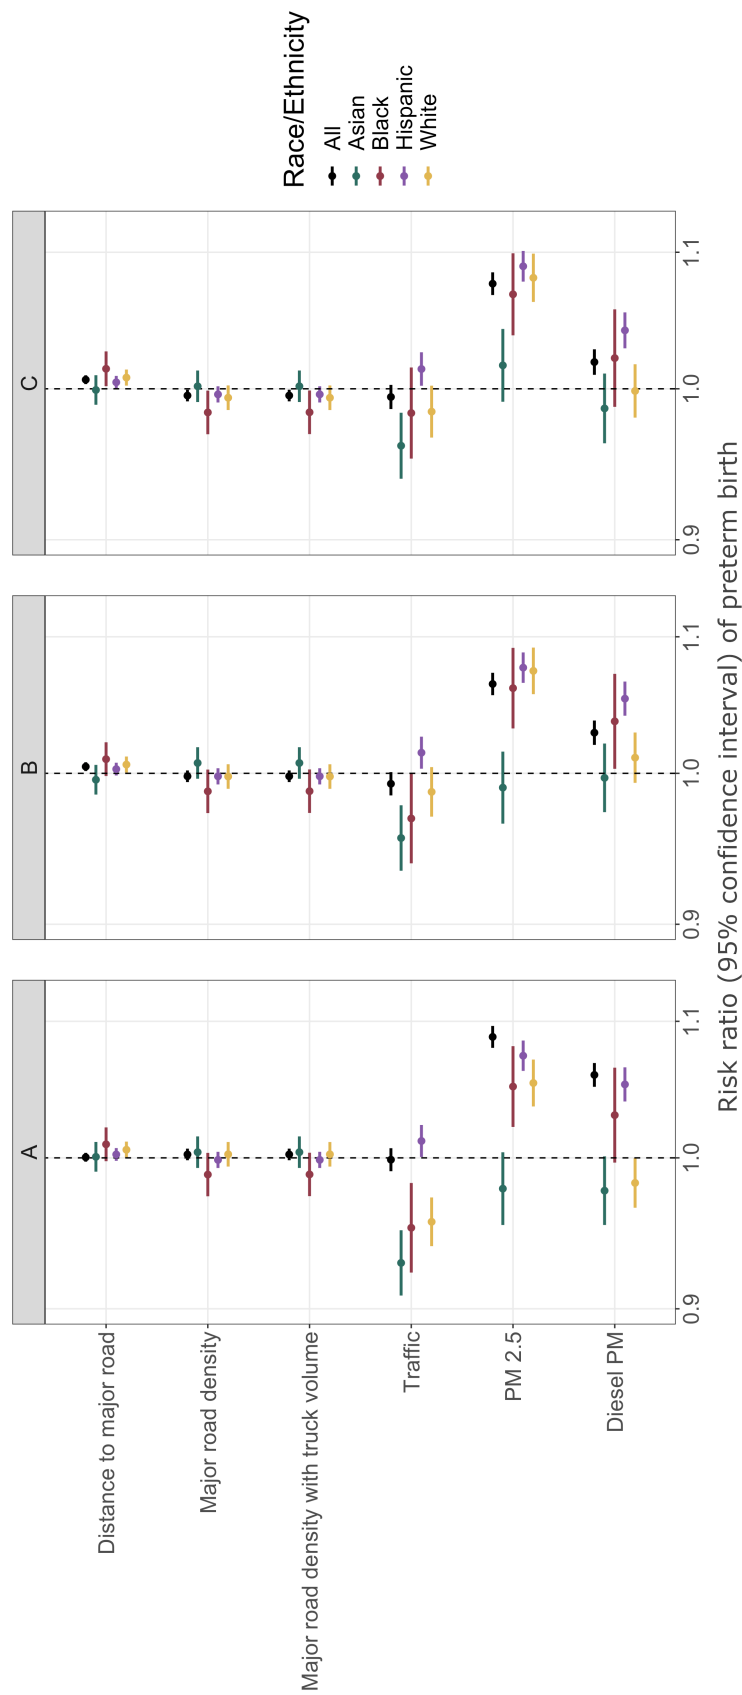 A
B
C
Distance to major road
Major road density
Major road density with truck volume
Traffic
PM 2.5
Diesel PM
0.9
1.0
1.1
0.9
1.0
1.1
0.9
1.0
1.1
Risk ratio (95% confidence interval) of preterm birth
Race/Ethnicity
All
Asian
Black
Hispanic
White